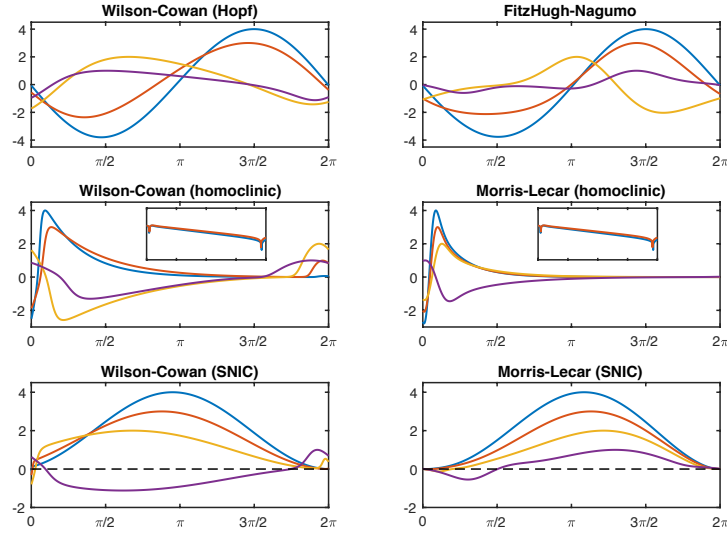 Wilson-Cowan (Hopf)
4
2
0
-2
-4
0 π/2 π 3π/2 2π
FitzHugh-Nagumo
4
2
0
-2
-4
0 π/2 π 3π/2 2π
Wilson-Cowan (homoclinic)
4
2
0
-2
0 π/2 π 3π/2 2π
Morris-Lecar (homoclinic)
4
2
0
-2
0 π/2 π 3π/2 2π
Wilson-Cowan (SNIC)
4
2
0
-2
0 π/2 π 3π/2 2π
Morris-Lecar (SNIC)
4
2
0
-2
0 π/2 π 3π/2 2π